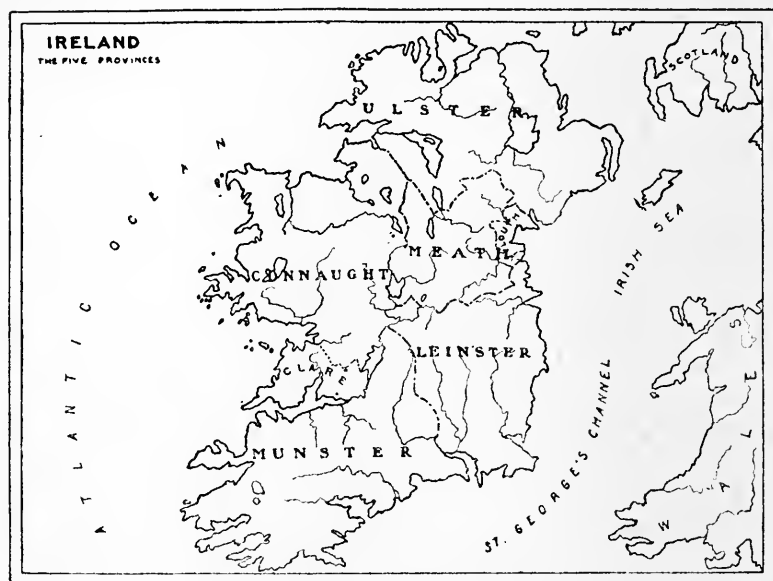 IRELAND
THE FIVE PROVINCES
SCOTLAND
ULSTER
ATLANTIC OCEAN
LOUTH
MEATH
IRISH SEA
CONNAUGHT
LEINSTER
CLARE
WALES
MUNSTER
ST. GEORGE'S CHANNEL